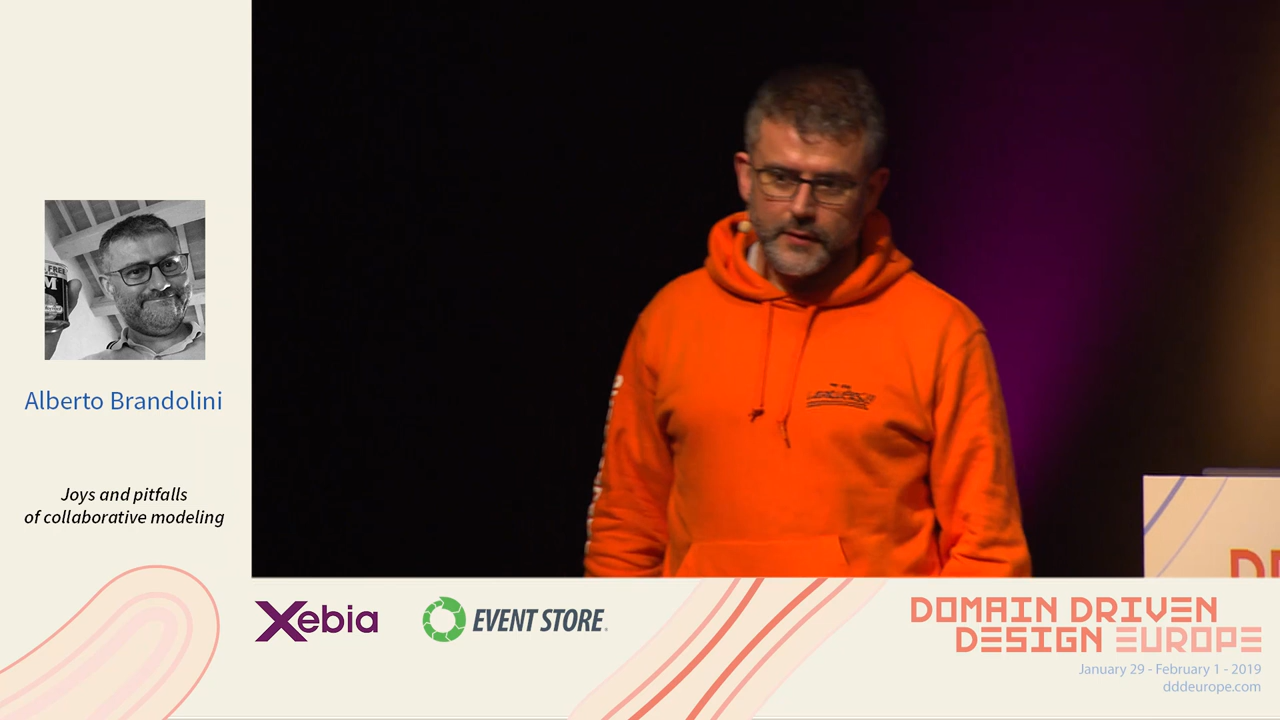 FREE
M
Alberto Brandolini
Joys and pitfalls
of collaborative modeling
Xebia
EVENT STORE
DOMAIN DRIVEN
DESIGN EUROPE
January 29 - February 1 - 2019
dddeurope.com